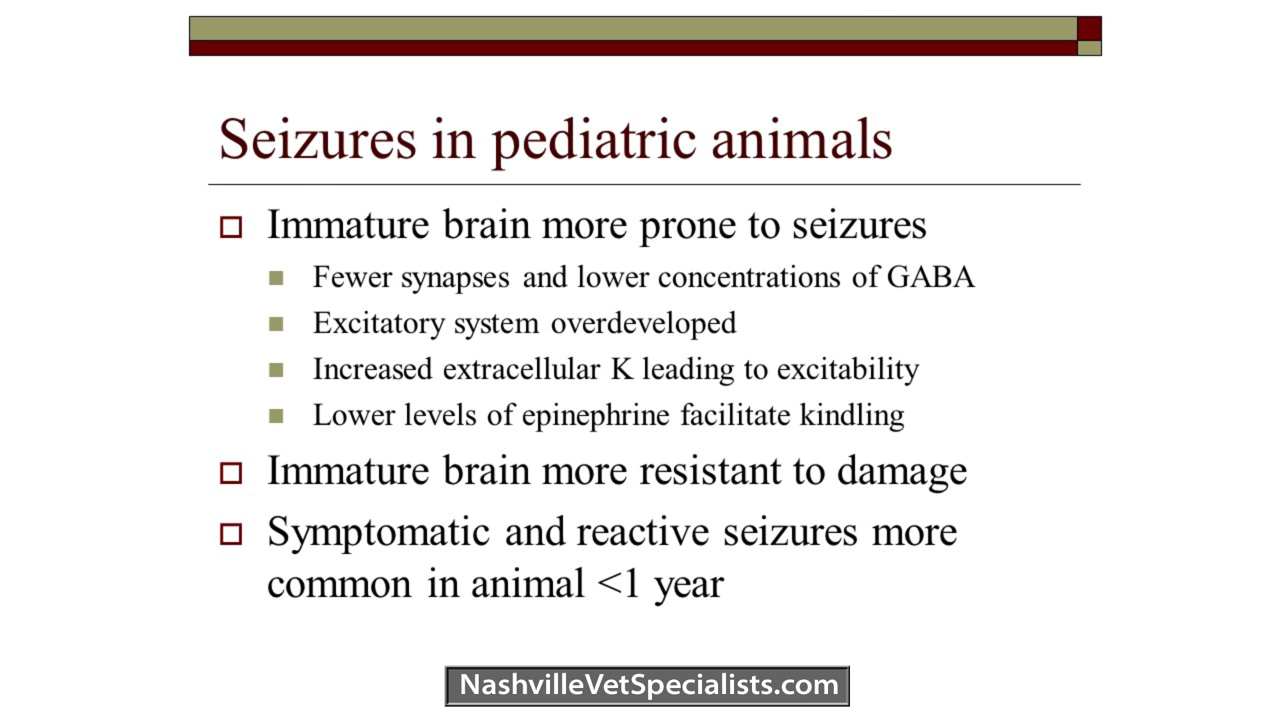 Seizures in pediatric animals
Immature brain more prone to seizures
Fewer synapses and lower concentrations of GABA
Excitatory system overdeveloped
Increased extracellular K leading to excitability
Lower levels of epinephrine facilitate kindling
Immature brain more resistant to damage
Symptomatic and reactive seizures more
common in animal <1 year
NashvilleVetSpecialists.com